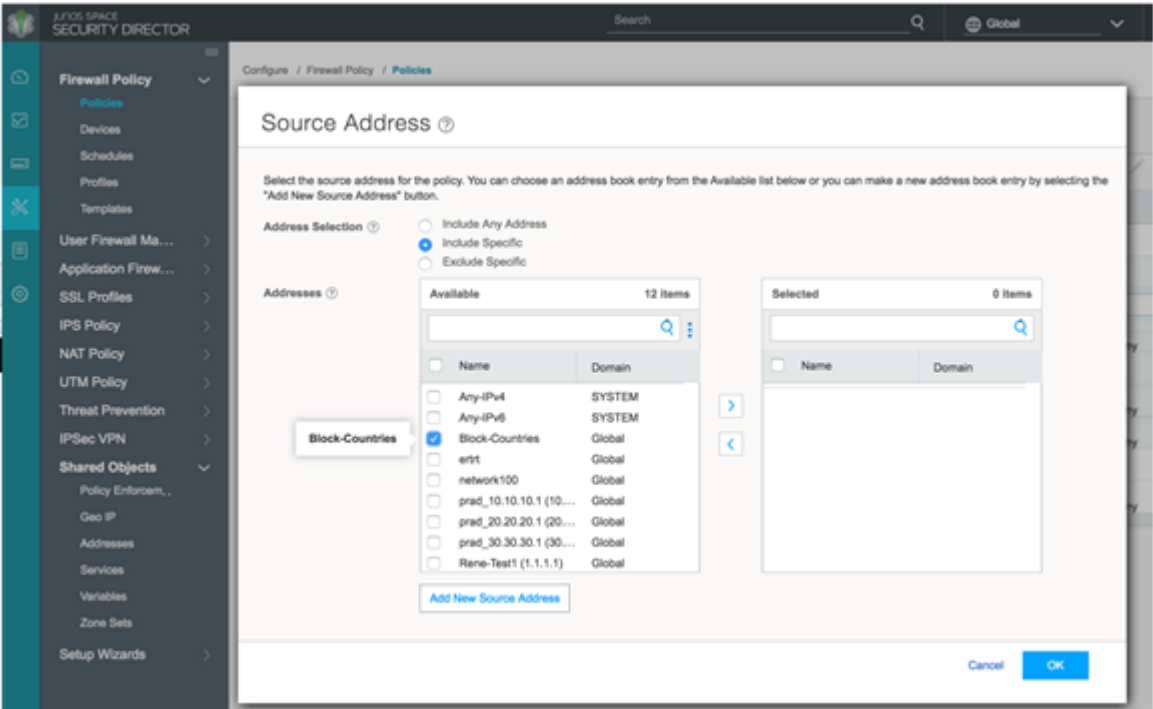 JUNOS SPACE
SECURITY DIRECTOR
Search
Global
Firewall Policy
Policies
Devices
Schedules
Profiles
Templates
User Firewall Ma...
Application Firew...
SSL Profiles
IPS Policy
NAT Policy
UTM Policy
Threat Prevention
IPSec VPN
Shared Objects
Policy Enforcem...
Geo IP
Addresses
Services
Variables
Zone Sets
Setup Wizards
Configure / Firewall Policy / Policies
Source Address ?
Select the source address for the policy. You can choose an address book entry from the Available list below or you can make a new address book entry by selecting the
"Add New Source Address" button.
Address Selection ?
Include Any Address
Include Specific
Exclude Specific
Addresses ?
Available 12 items
Name Domain
Any-IPv4 SYSTEM
Any-IPv6 SYSTEM
Block-Countries
Block-Countries Global
ertrt Global
network100 Global
prad_10.10.10.1 (10.... Global
prad_20.20.20.1 (20.... Global
prad_30.30.30.1 (30.... Global
Rene-Test1 (1.1.1.1) Global
Add New Source Address
Selected 0 items
Name Domain
Cancel OK